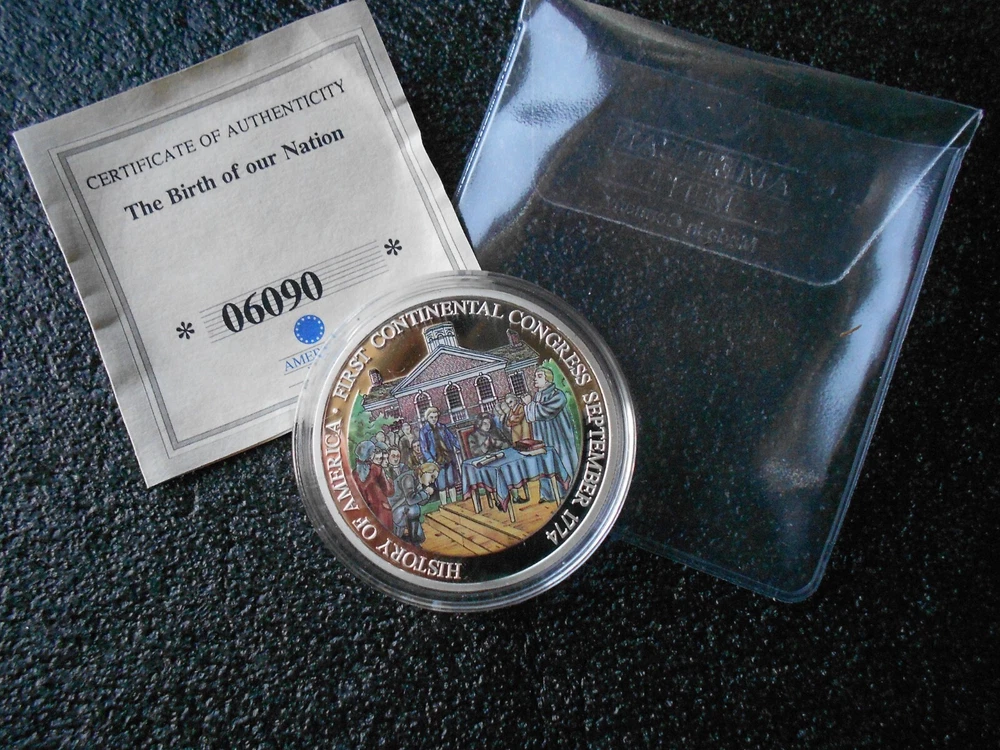 CERTIFICATE OF AUTHENTICITY
The Birth of our Nation
* 06090 *
HISTORY OF AMERICA • FIRST CONTINENTAL CONGRESS SEPTEMBER 1774